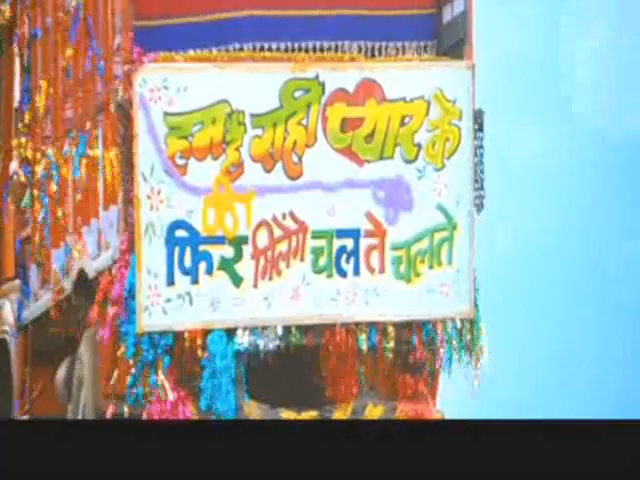 हम हैं राही प्यार के
की
फिर मिलेंगे चलते चलते